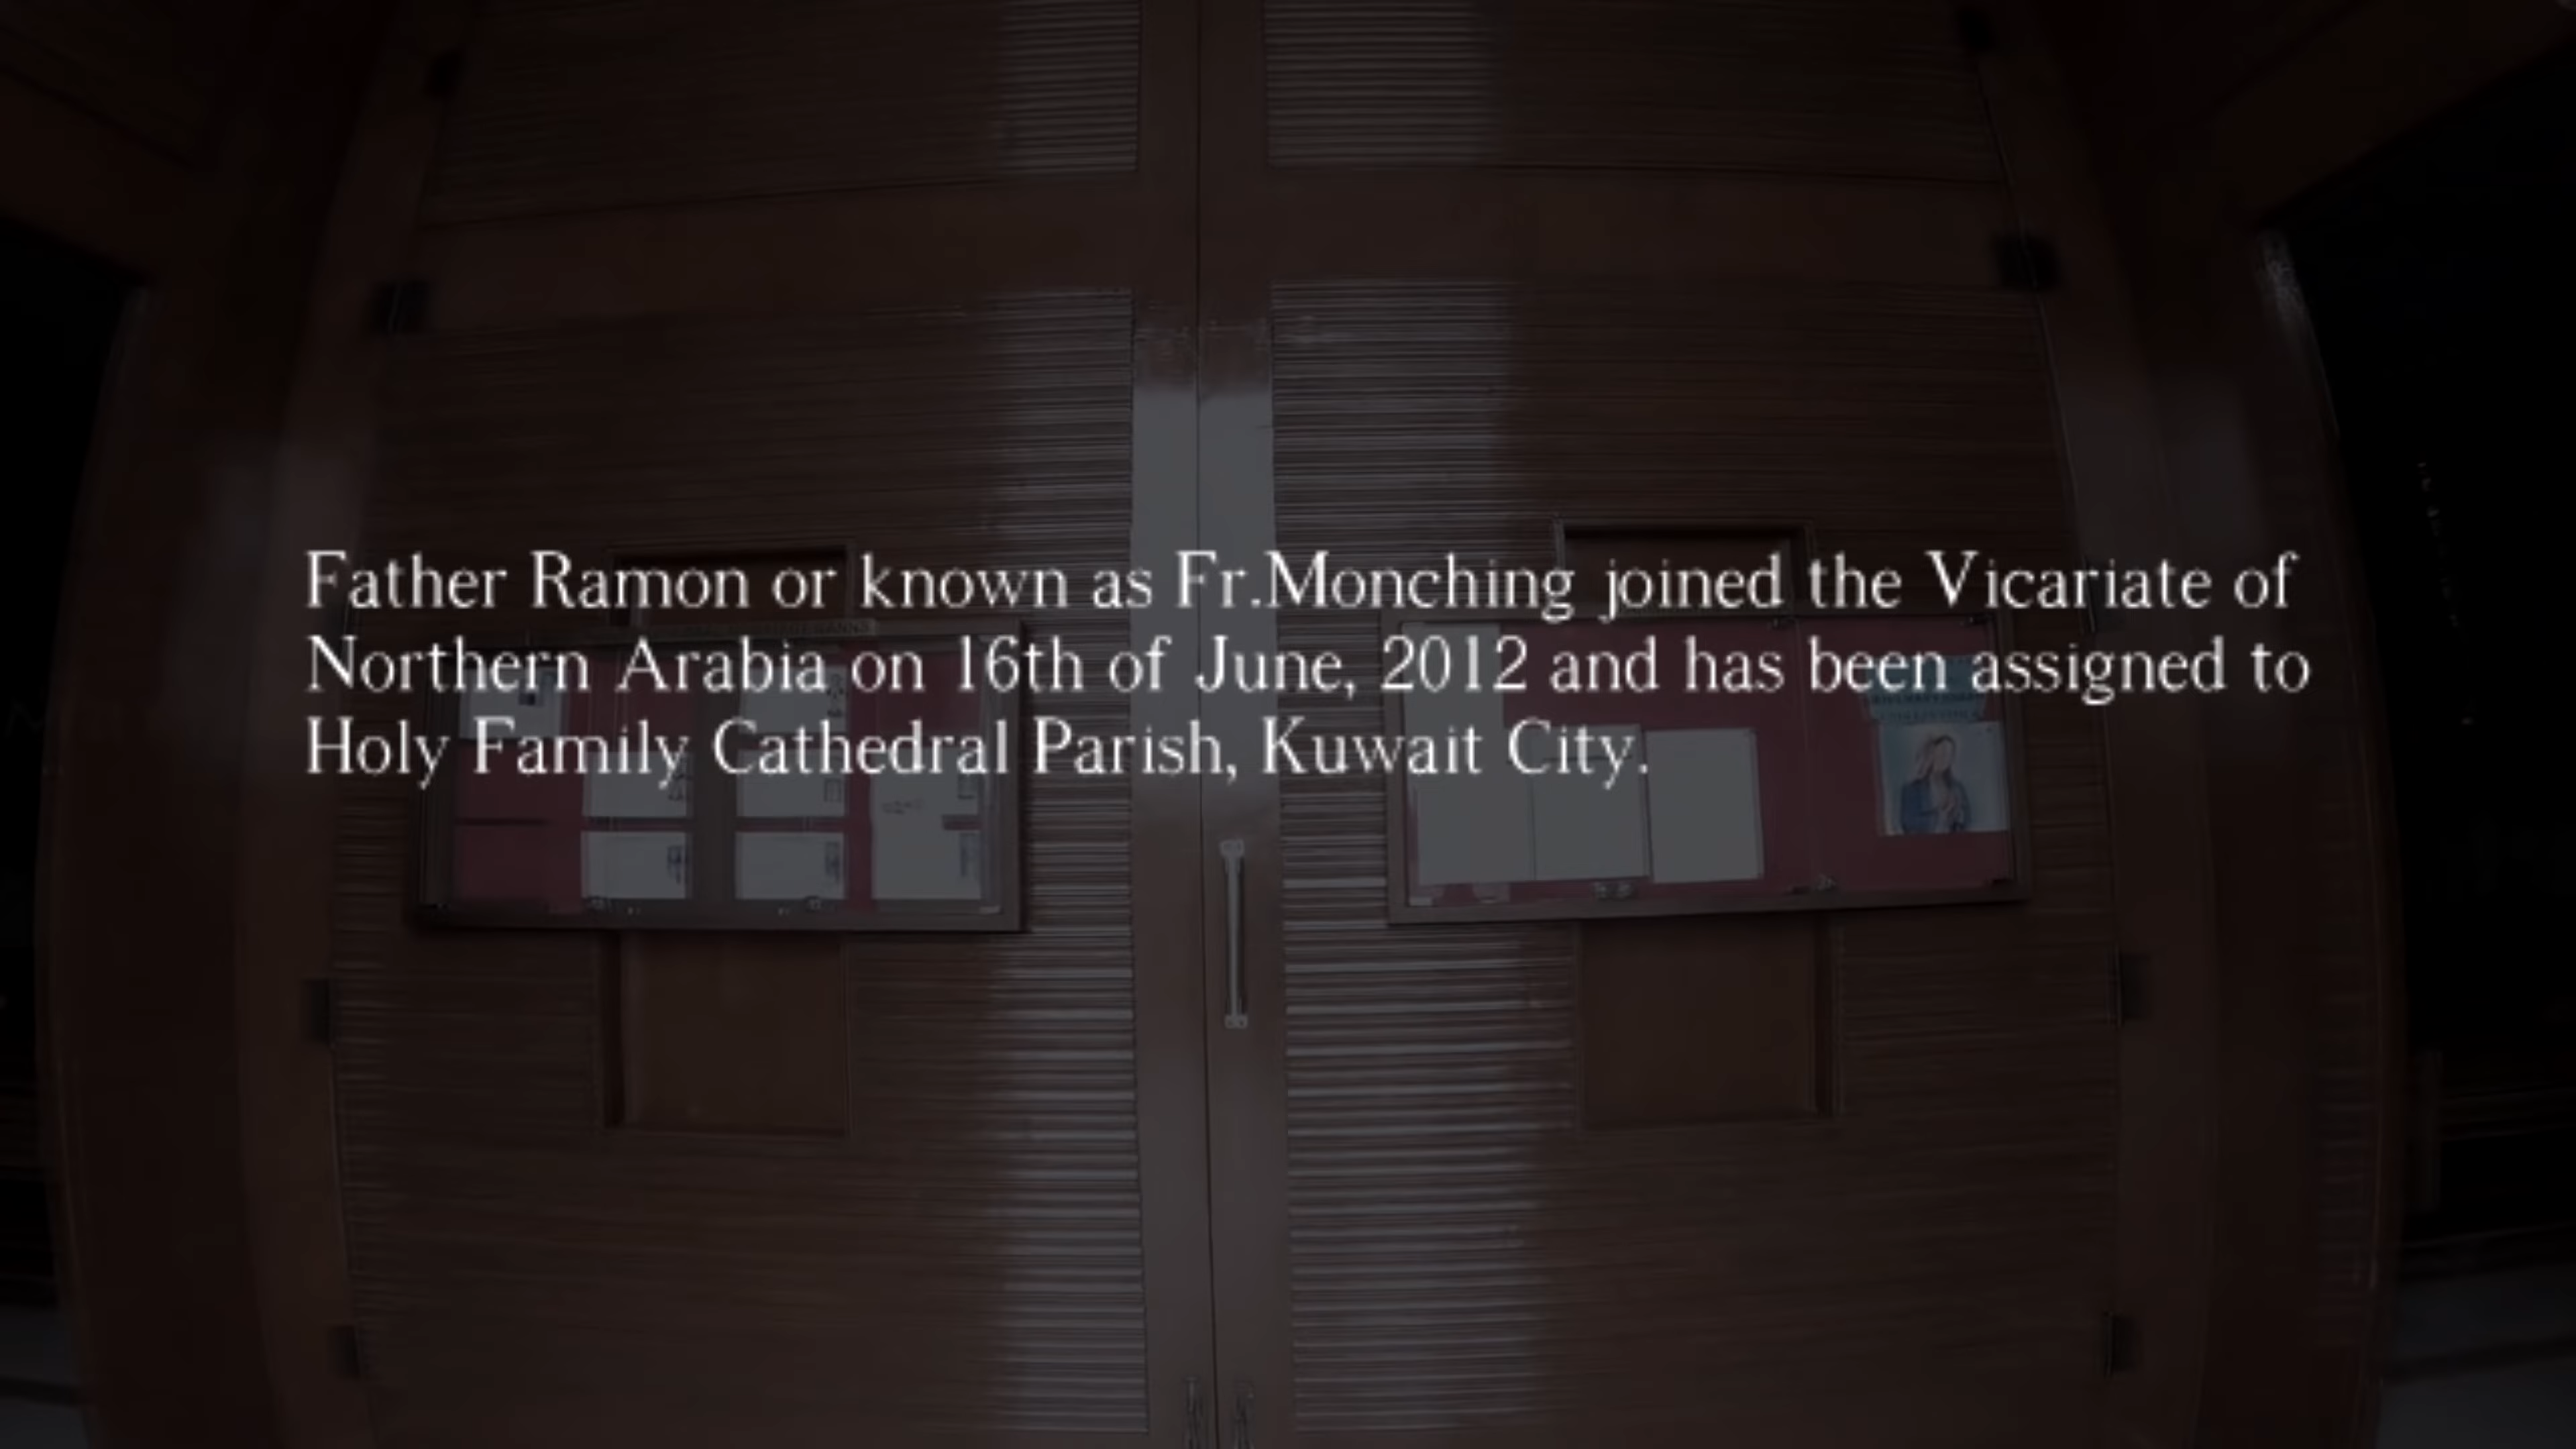 Father Ramon or known as Fr.Monching joined the Vicariate of
Northern Arabia on 16th of June, 2012 and has been assigned to
Holy Family Cathedral Parish, Kuwait City.